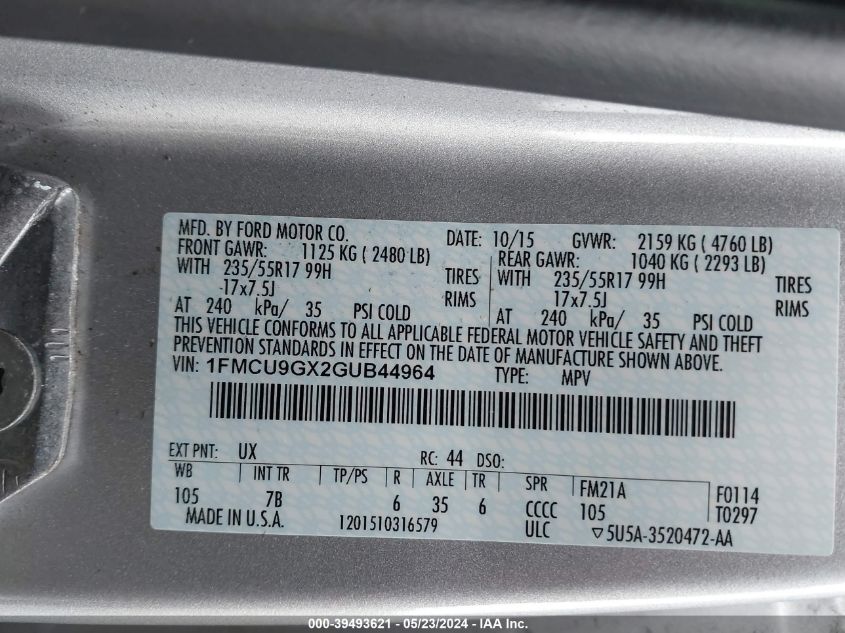 MFD. BY FORD MOTOR CO. DATE: 10/15 GVWR: 2159 KG ( 4760 LB)
FRONT GAWR: 1125 KG ( 2480 LB) REAR GAWR: 1040 KG ( 2293 LB)
WITH 235/55R17 99H TIRES WITH 235/55R17 99H TIRES
17x7.5J RIMS 17x7.5J RIMS
AT 240 kPa/ 35 PSI COLD AT 240 kPa/ 35 PSI COLD
THIS VEHICLE CONFORMS TO ALL APPLICABLE FEDERAL MOTOR VEHICLE SAFETY AND THEFT
PREVENTION STANDARDS IN EFFECT ON THE DATE OF MANUFACTURE SHOWN ABOVE.
VIN: 1FMCU9GX2GUB44964 TYPE: MPV
EXT PNT: UX RC: 44 DSO:
WB INT TR TP/PS R AXLE TR SPR FM21A F0114
105 7B 6 35 6 CCCC 105 T0297
MADE IN U.S.A. 1201510316579 ULC ▽5U5A-3520472-AA
000-39493621 - 05/23/2024 - IAA Inc.